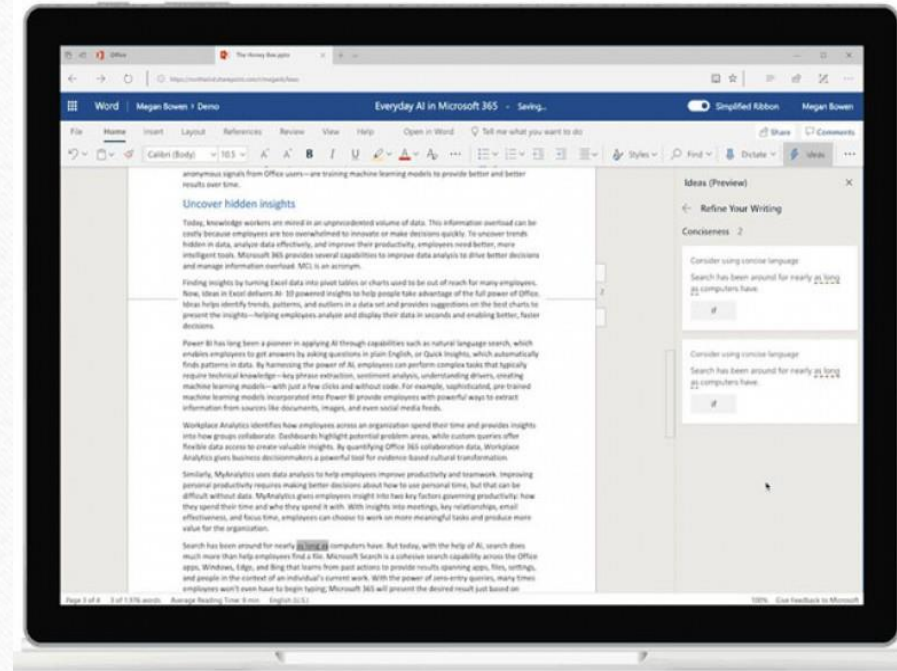 Office
The Honey Bee.pptx
Word Megan Bowen > Demo Everyday AI in Microsoft 365 - Saving... Simplified Ribbon Megan Bowen
File Home Insert Layout References Review View Help Open in Word Tell me what you want to do Share Comments
Calibri (Body) 10.5 B I U Styles Find Dictate Ideas
anonymous signals from Office users—are training machine learning models to provide better and better
results over time.
Uncover hidden insights
Today, knowledge workers are mired in an unprecedented volume of data. This information overload can be
costly because employees are too overwhelmed to innovate or make decisions quickly. To uncover trends
hidden in data, analyze data effectively, and improve their productivity, employees need better, more
intelligent tools. Microsoft 365 provides several capabilities to improve data analysis to drive better decisions
and manage information overload. MCL is an acronym.
Finding insights by turning Excel data into pivot tables or charts used to be out of reach for many employees.
Now, Ideas in Excel delivers AI- 10 powered insights to help people take advantage of the full power of Office.
Ideas helps identify trends, patterns, and outliers in a data set and provides suggestions on the best charts to
present the insights—helping employees analyze and display their data in seconds and enabling better, faster
decisions.
Power BI has long been a pioneer in applying AI through capabilities such as natural language search, which
enables employees to get answers by asking questions in plain English, or Quick Insights, which automatically
finds patterns in data. By harnessing the power of AI, employees can perform complex tasks that typically
require technical knowledge—key phrase extraction, sentiment analysis, understanding drivers, creating
machine learning models—with just a few clicks and without code. For example, sophisticated, pre-trained
machine learning models incorporated into Power BI provide employees with powerful ways to extract
information from sources like documents, images, and even social media feeds.
Workplace Analytics identifies how employees across an organization spend their time and provides insights
into how groups collaborate. Dashboards highlight potential problem areas, while custom queries offer
flexible data access to create valuable insights. By quantifying Office 365 collaboration data, Workplace
Analytics gives business decisionmakers a powerful tool for evidence-based cultural transformation.
Similarly, MyAnalytics uses data analysis to help employees improve productivity and teamwork. Improving
personal productivity requires making better decisions about how to use personal time, but that can be
difficult without data. MyAnalytics gives employees insight into two key factors governing productivity: how
they spend their time and who they spend it with. With insights into meetings, key relationships, email
effectiveness, and focus time, employees can choose to work on more meaningful tasks and produce more
value for the organization.
Search has been around for nearly as long as computers have. But today, with the help of AI, search does
much more than help employees find a file. Microsoft Search is a cohesive search capability across the Office
apps, Windows, Edge, and Bing that learns from past actions to provide results spanning apps, files, settings,
and people in the context of an individual's current work. With the power of zero-entry queries, many times
employees won't even have to begin typing; Microsoft 365 will present the desired result just based on
2
Ideas (Preview)
Refine Your Writing
Conciseness 2
Consider using concise language
Search has been around for nearly as long
as computers have.
if
Consider using concise language
Search has been around for nearly as long
as computers have.
if
Page 3 of 4 3 of 1,976 words Average Reading Time: 8 min English (U.S.) 100% Give Feedback to Microsoft